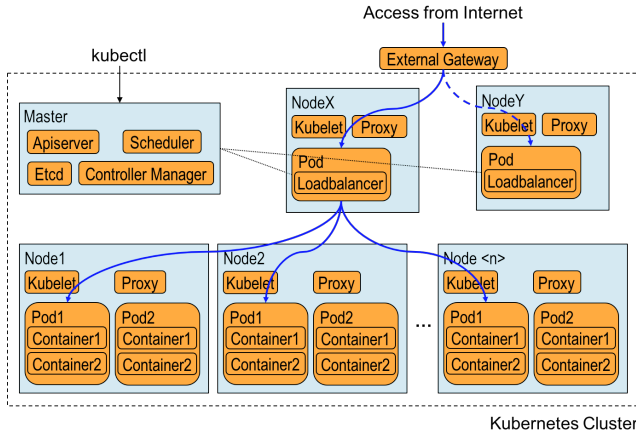 Access from Internet
External Gateway
kubectl
Master
Apiserver
Scheduler
Etcd
Controller Manager
NodeX
Kubelet
Proxy
Pod
Loadbalancer
NodeY
Kubelet
Proxy
Pod
Loadbalancer
Node1
Kubelet
Proxy
Pod1
Container1
Container2
Pod2
Container1
Container2
Node2
Kubelet
Proxy
Pod1
Container1
Container2
Pod2
Container1
Container2
...
Node <n>
Kubelet
Proxy
Pod1
Container1
Container2
Pod2
Container1
Container2
Kubernetes Cluster